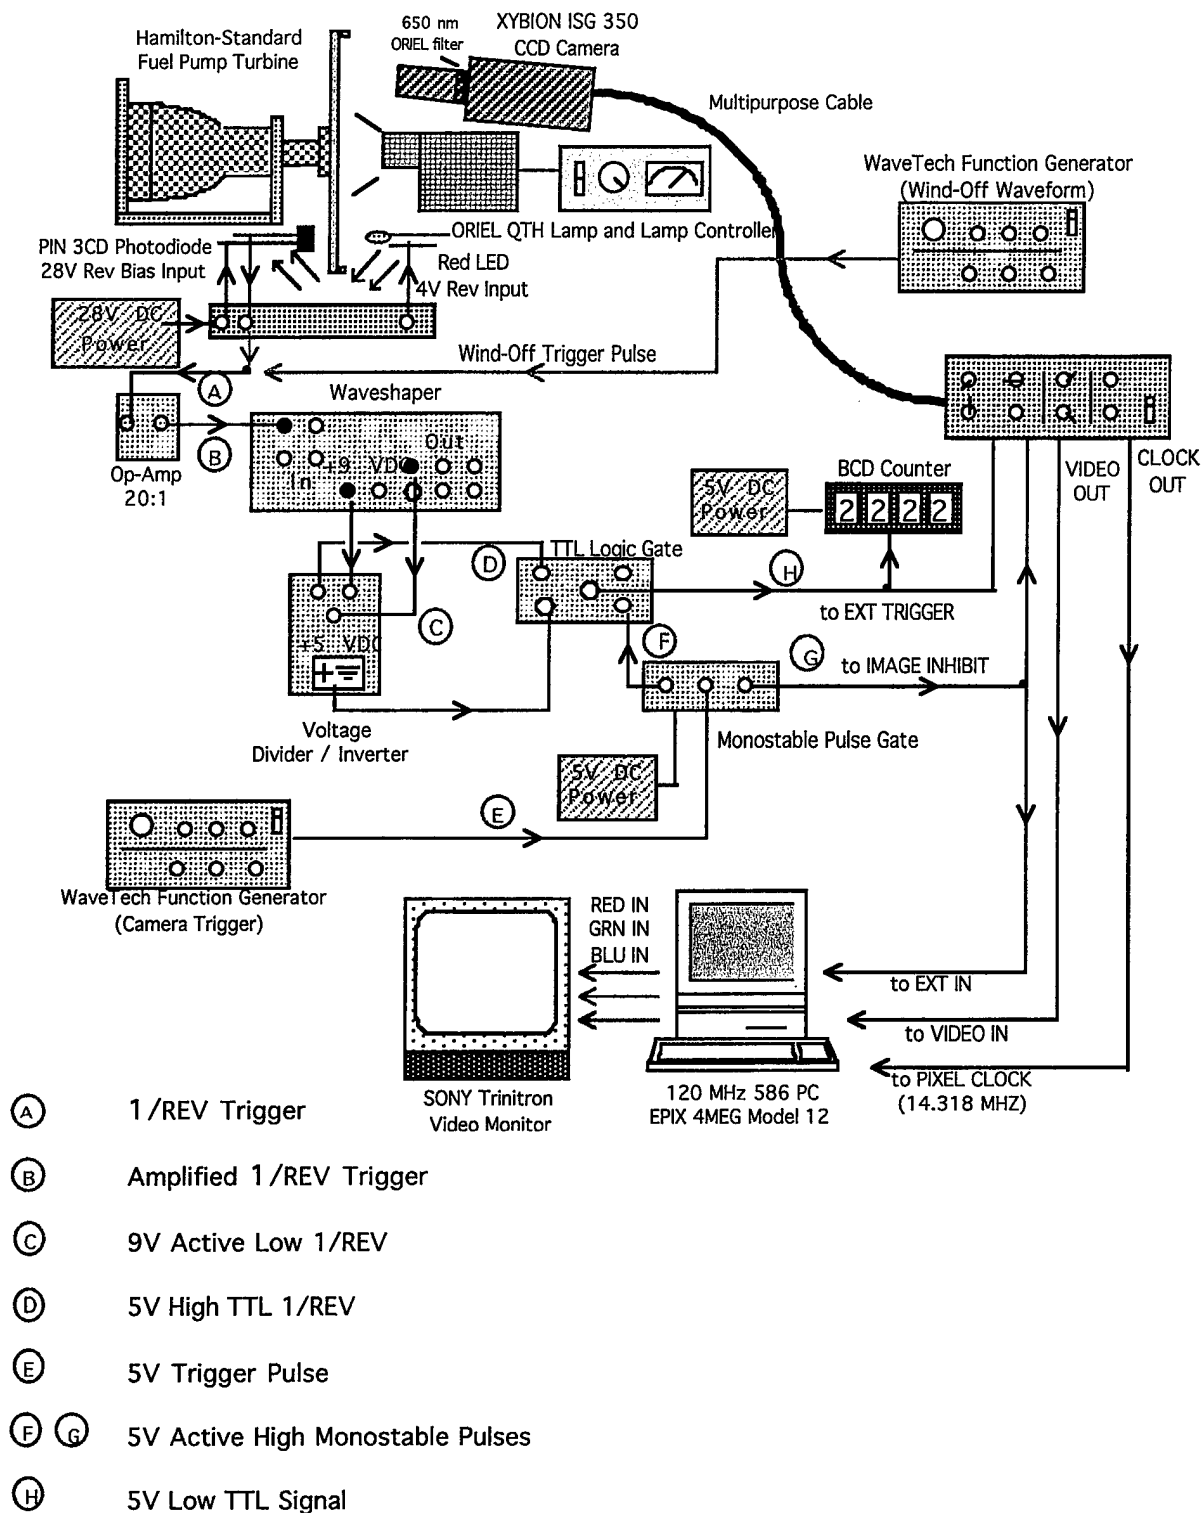 650 nm
ORIEL filter
XYBION ISG 350
CCD Camera
Hamilton-Standard
Fuel Pump Turbine
Multipurpose Cable
WaveTech Function Generator
(Wind-Off Waveform)
ORIEL QTH Lamp and Lamp Controller
PIN 3CD Photodiode
28V Rev Bias Input
Red LED
4V Rev Input
28V DC
Power
Wind-Off Trigger Pulse
A
Waveshaper
B
Out
+9 VDC
In
Op-Amp
20:1
BCD Counter
5V DC
Power
2 2 2 2
VIDEO
OUT
CLOCK
OUT
D
TTL Logic Gate
H
to EXT TRIGGER
C
F
G
to IMAGE INHIBIT
+5 VDC
Voltage
Divider / Inverter
Monostable Pulse Gate
5V DC
Power
E
WaveTech Function Generator
(Camera Trigger)
RED IN
GRN IN
BLU IN
to EXT IN
to VIDEO IN
to PIXEL CLOCK
(14.318 MHZ)
SONY Trinitron
Video Monitor
120 MHz 586 PC
EPIX 4MEG Model 12
A 1/REV Trigger
B Amplified 1/REV Trigger
C 9V Active Low 1/REV
D 5V High TTL 1/REV
E 5V Trigger Pulse
F G 5V Active High Monostable Pulses
H 5V Low TTL Signal